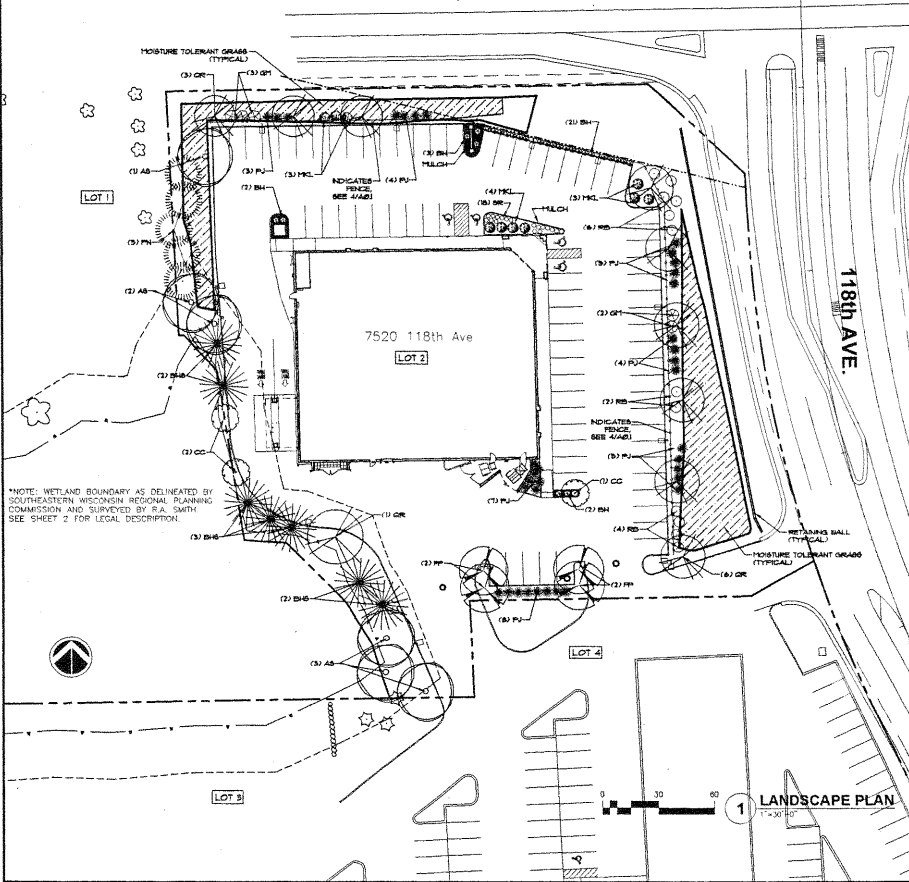 MOISTURE TOLERANT GRASS
(TYPICAL)
(3) QR
(3) GM
(21) BH
(3) BH
MULCH
(1) AS
LOT 1
(3) PJ
(3) MKL
INDICATES
FENCE,
SEE 4/A0.1
(4) PJ
(2) BH
(4) MKL
(18) SR
MULCH
(3) MKL
(6) RB
(5) PN
(5) PJ
(2) AS
(2) GM
118th AVE.
7520 118th Ave
LOT 2
(4) PJ
(2) BHS
(2) RB
INDICATES
FENCE,
SEE 4/A0.1
(2) CC
(5) PJ
*NOTE: WETLAND BOUNDARY AS DELINEATED BY
SOUTHEASTERN WISCONSIN REGIONAL PLANNING
COMMISSION AND SURVEYED BY R.A. SMITH.
SEE SHEET 2 FOR LEGAL DESCRIPTION.
(7) PJ
(1) CC
(2) BH
(1) QR
(4) RB
(3) BHS
RETAINING WALL
(TYPICAL)
MOISTURE TOLERANT GRASS
(TYPICAL)
(2) FP
(2) FP
(6) QR
(2) BHS
(8) PJ
LOT 4
(3) AS
LOT 3
0 30 60
1 LANDSCAPE PLAN
1"=30'-0"